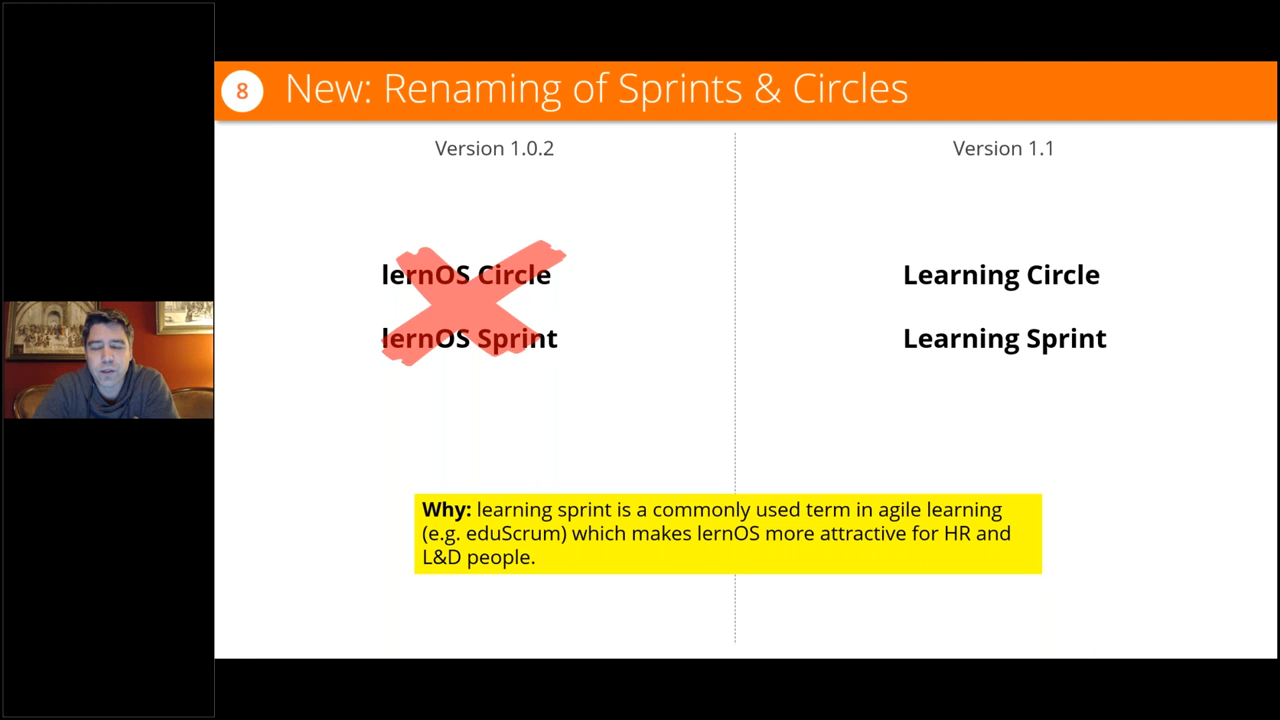 8
New: Renaming of Sprints & Circles
Version 1.0.2
Version 1.1
lernOS Circle
Learning Circle
lernOS Sprint
Learning Sprint
Why: learning sprint is a commonly used term in agile learning
(e.g. eduScrum) which makes lernOS more attractive for HR and
L&D people.